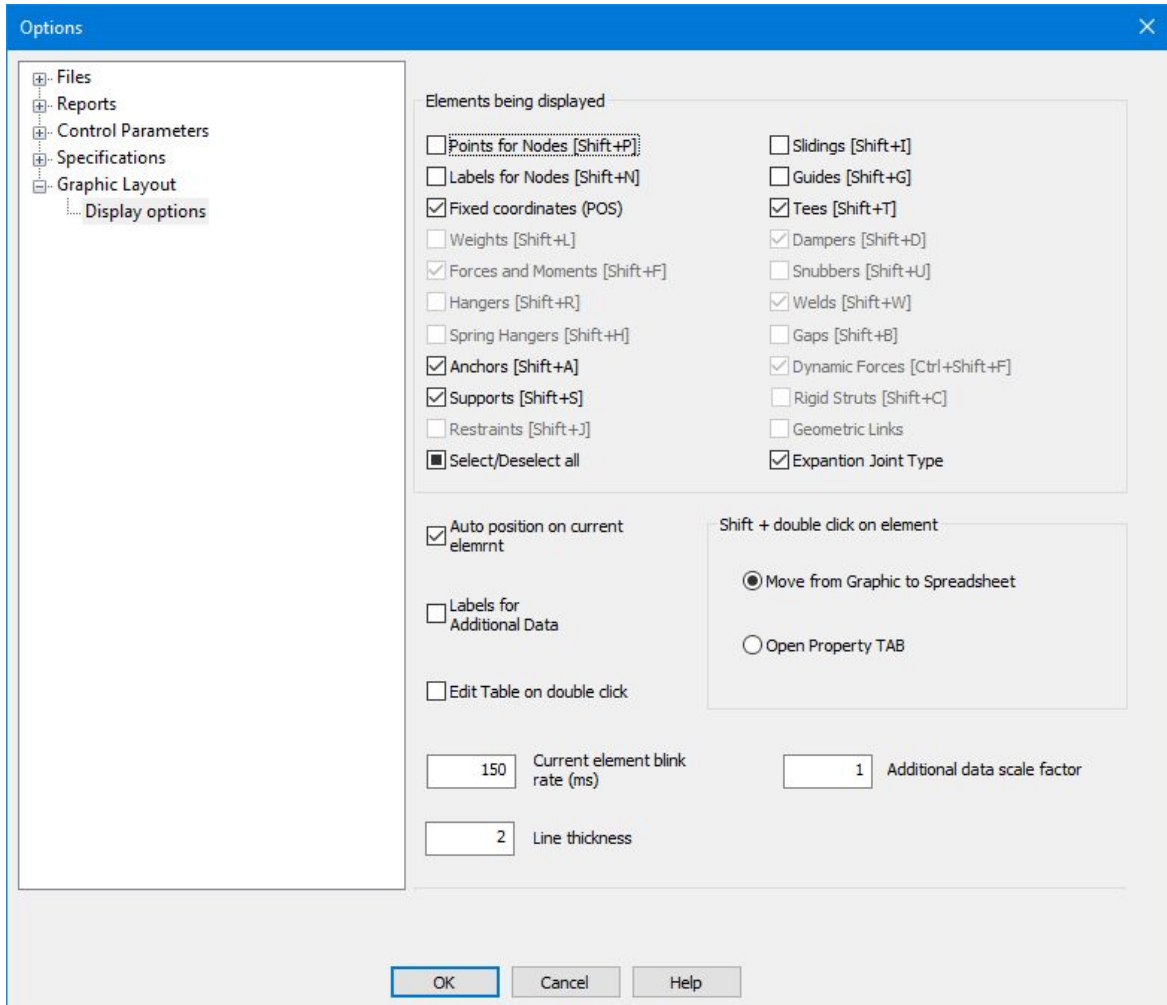 Options
Files
Reports
Control Parameters
Specifications
Graphic Layout
Display options
Elements being displayed
Points for Nodes [Shift+P]
Labels for Nodes [Shift+N]
Fixed coordinates (POS)
Weights [Shift+L]
Forces and Moments [Shift+F]
Hangers [Shift+R]
Spring Hangers [Shift+H]
Anchors [Shift+A]
Supports [Shift+S]
Restraints [Shift+J]
Select/Deselect all
Slidings [Shift+I]
Guides [Shift+G]
Tees [Shift+T]
Dampers [Shift+D]
Snubbers [Shift+U]
Welds [Shift+W]
Gaps [Shift+B]
Dynamic Forces [Ctrl+Shift+F]
Rigid Struts [Shift+C]
Geometric Links
Expantion Joint Type
Auto position on current
elemrnt
Labels for
Additional Data
Edit Table on double click
Shift + double click on element
Move from Graphic to Spreadsheet
Open Property TAB
150
Current element blink
rate (ms)
1
Additional data scale factor
2
Line thickness
OK
Cancel
Help